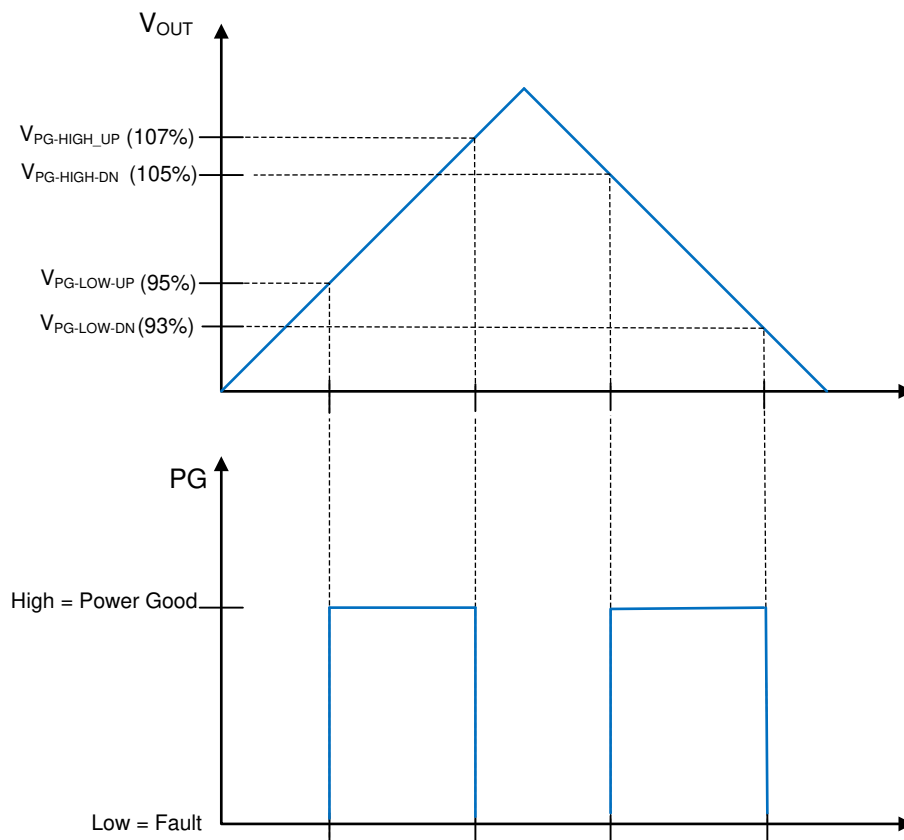 VOUT
VPG-HIGH_UP (107%)
VPG-HIGH-DN (105%)
VPG-LOW-UP (95%)
VPG-LOW-DN (93%)
PG
High = Power Good
Low = Fault